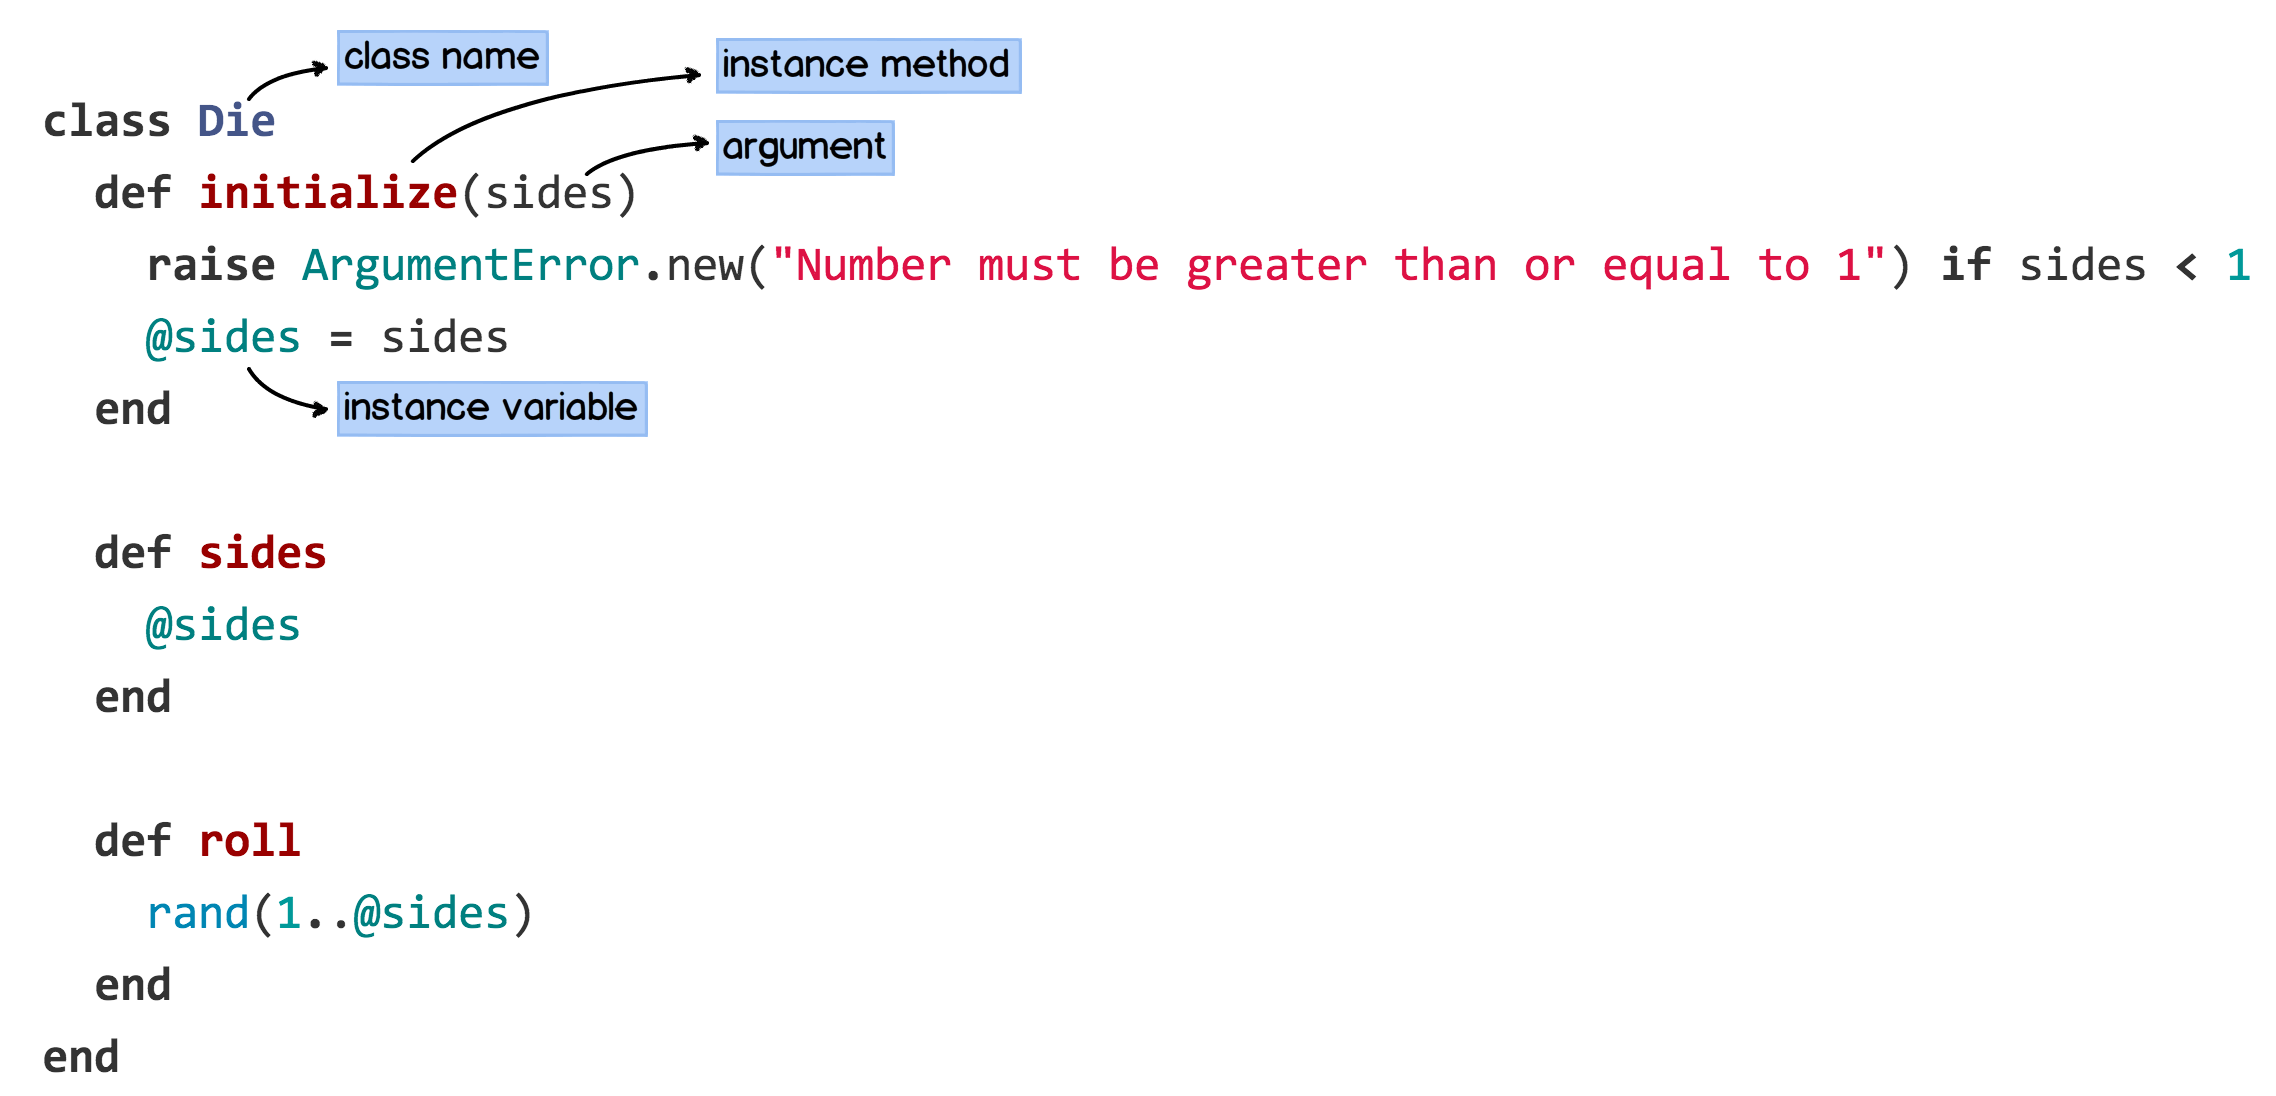 class name
instance method
class Die
argument
def initialize(sides)
raise ArgumentError.new("Number must be greater than or equal to 1") if sides < 1
@sides = sides
end
instance variable
def sides
@sides
end
def roll
rand(1..@sides)
end
end